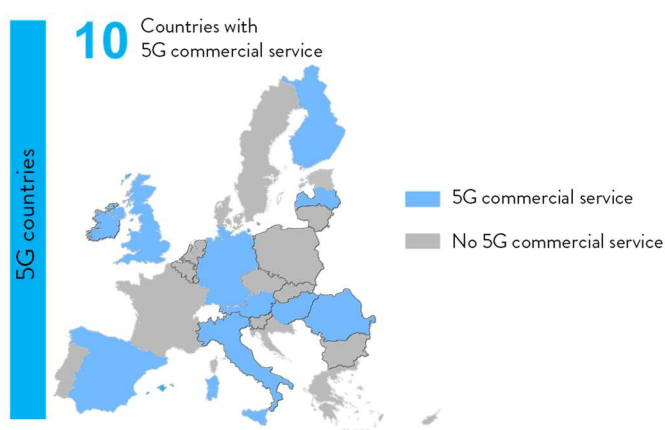 10
Countries with
5G commercial service
5G countries
5G commercial service
No 5G commercial service